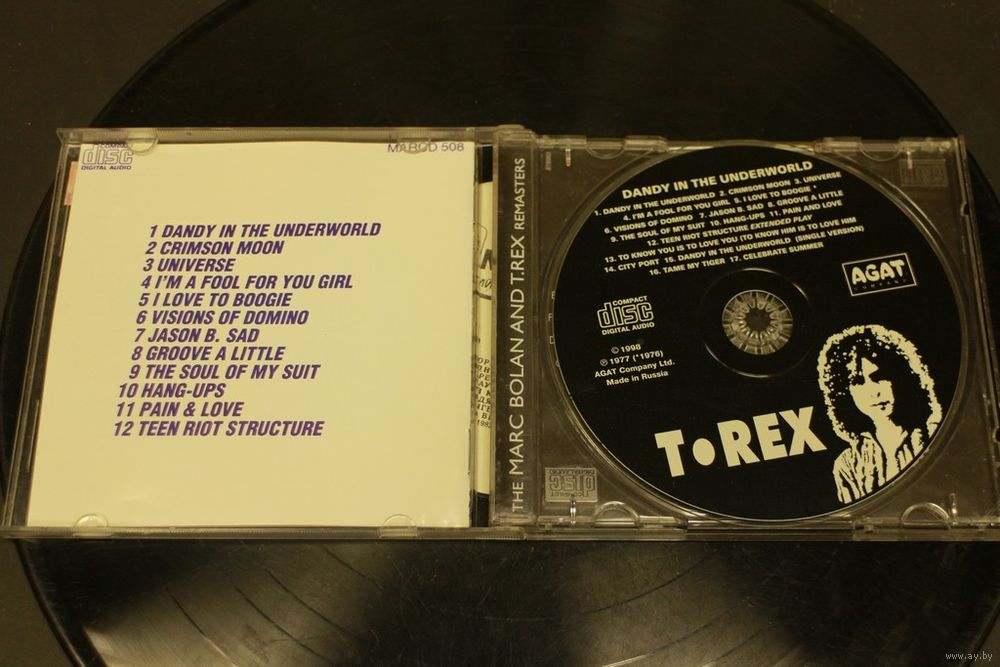 COMPACT
disc
DIGITAL AUDIO
MARCD 508
1 DANDY IN THE UNDERWORLD
2 CRIMSON MOON
3 UNIVERSE
4 I'M A FOOL FOR YOU GIRL
5 I LOVE TO BOOGIE
6 VISIONS OF DOMINO
7 JASON B. SAD
8 GROOVE A LITTLE
9 THE SOUL OF MY SUIT
10 HANG-UPS
11 PAIN & LOVE
12 TEEN RIOT STRUCTURE
THE MARC BOLAN AND T.REX REMASTERS
DANDY IN THE UNDERWORLD
1. DANDY IN THE UNDERWORLD 2. CRIMSON MOON 3. UNIVERSE
4. I'M A FOOL FOR YOU GIRL 5. I LOVE TO BOOGIE *
6. VISIONS OF DOMINO 7. JASON B. SAD 8. GROOVE A LITTLE
9. THE SOUL OF MY SUIT 10. HANG-UPS 11. PAIN AND LOVE
12. TEEN RIOT STRUCTURE EXTENDED PLAY
13. TO KNOW YOU IS TO LOVE YOU (TO KNOW HIM IS TO LOVE HIM
14. CITY PORT 15. DANDY IN THE UNDERWORLD (SINGLE VERSION)
16. TAME MY TIGER 17. CELEBRATE SUMMER
AGAT
COMPANY
COMPACT
disc
DIGITAL AUDIO
© 1998
℗ 1977 (*1976)
AGAT Company Ltd.
Made in Russia
T•REX
www.ay.by